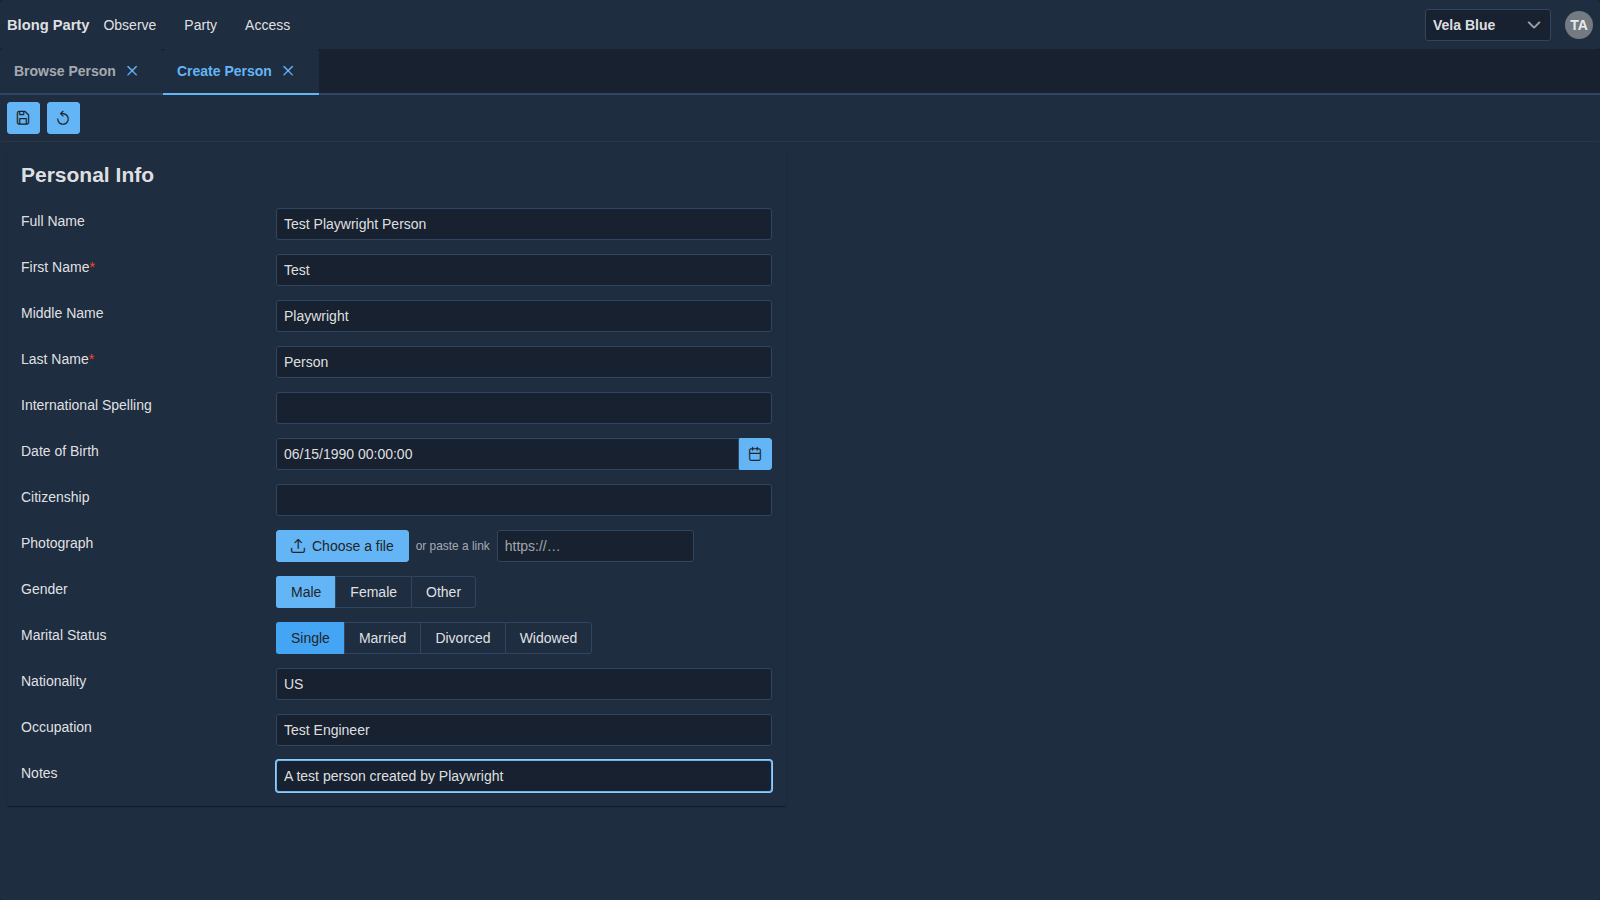 Blong Party Observe Party Access Vela Blue TA
Browse Person Create Person
Personal Info
Full Name Test Playwright Person
First Name* Test
Middle Name Playwright
Last Name* Person
International Spelling
Date of Birth 06/15/1990 00:00:00
Citizenship
Photograph Choose a file or paste a link https://…
Gender Male Female Other
Marital Status Single Married Divorced Widowed
Nationality US
Occupation Test Engineer
Notes A test person created by Playwright